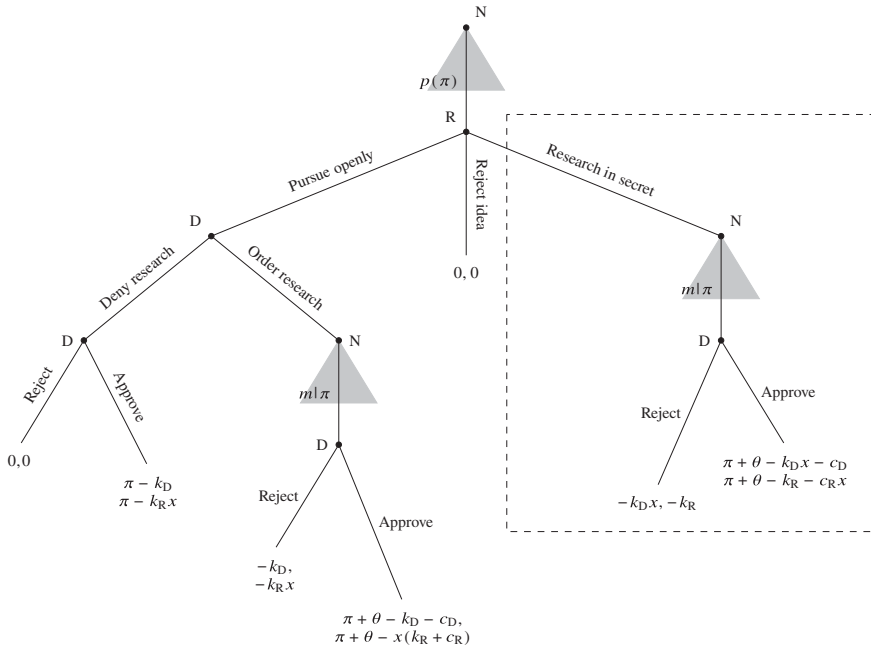 N
p(π)
R
Pursue openly
Reject idea
Research in secret
D
0, 0
N
Deny research
Order research
m|π
D
N
D
Reject
Approve
m|π
Reject
Approve
0,0
D
π − k_D
π − k_R x
π + θ − k_D x − c_D
π + θ − k_R − c_R x
−k_D x, −k_R
Reject
Approve
−k_D,
−k_R x
π + θ − k_D − c_D,
π + θ − x(k_R + c_R)